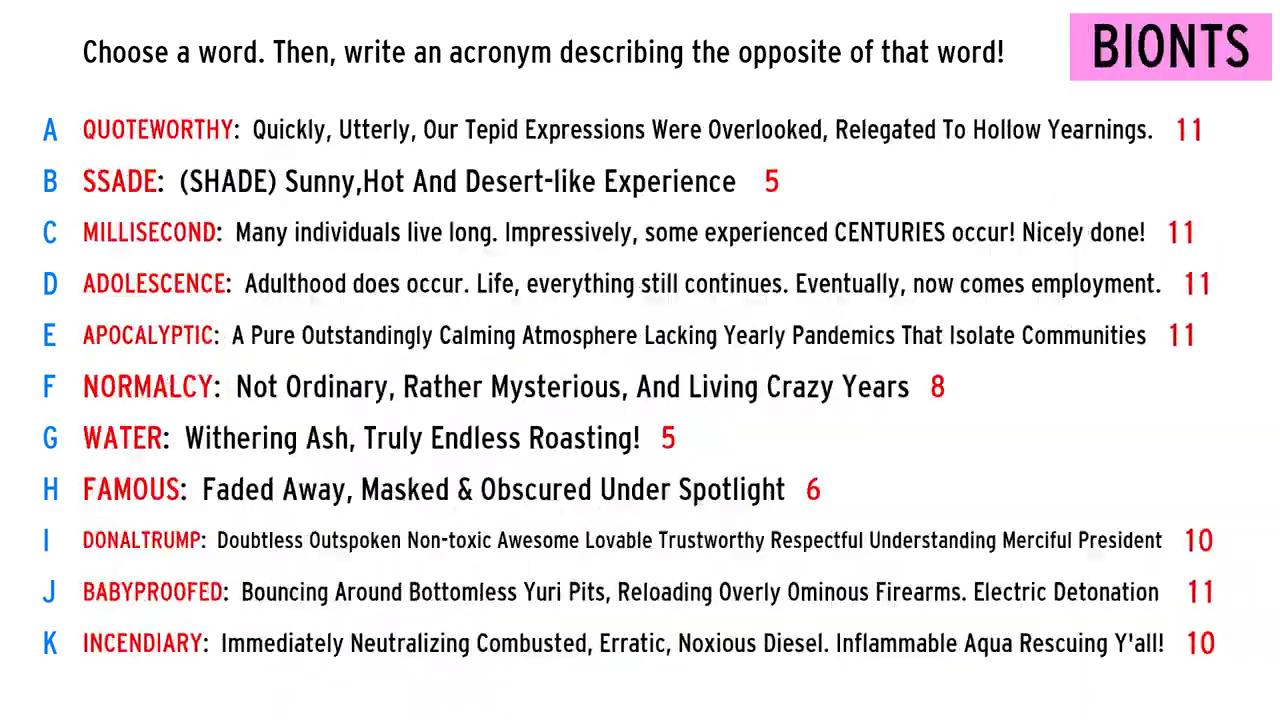 Choose a word. Then, write an acronym describing the opposite of that word!
BIONTS
A QUOTEWORTHY: Quickly, Utterly, Our Tepid Expressions Were Overlooked, Relegated To Hollow Yearnings. 11
B SSADE: (SHADE) Sunny,Hot And Desert-like Experience 5
C MILLISECOND: Many individuals live long. Impressively, some experienced CENTURIES occur! Nicely done! 11
D ADOLESCENCE: Adulthood does occur. Life, everything still continues. Eventually, now comes employment. 11
E APOCALYPTIC: A Pure Outstandingly Calming Atmosphere Lacking Yearly Pandemics That Isolate Communities 11
F NORMALCY: Not Ordinary, Rather Mysterious, And Living Crazy Years 8
G WATER: Withering Ash, Truly Endless Roasting! 5
H FAMOUS: Faded Away, Masked & Obscured Under Spotlight 6
I DONALTRUMP: Doubtless Outspoken Non-toxic Awesome Lovable Trustworthy Respectful Understanding Merciful President 10
J BABYPROOFED: Bouncing Around Bottomless Yuri Pits, Reloading Overly Ominous Firearms. Electric Detonation 11
K INCENDIARY: Immediately Neutralizing Combusted, Erratic, Noxious Diesel. Inflammable Aqua Rescuing Y'all! 10